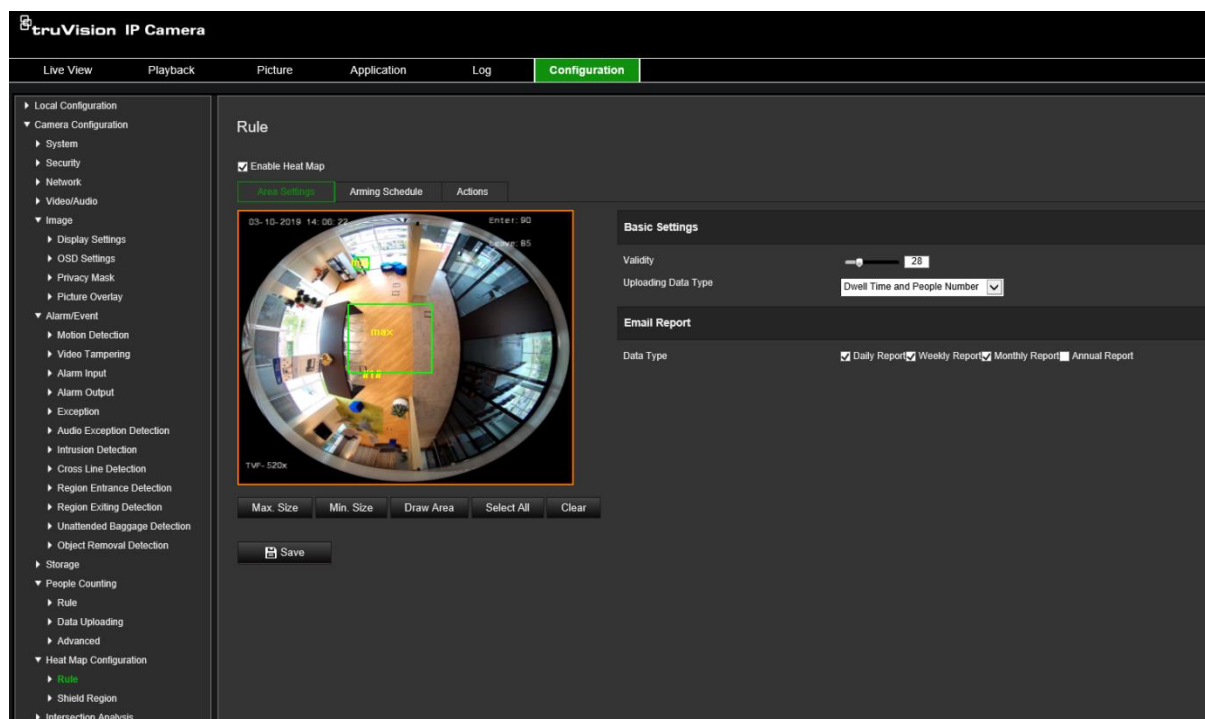 truVision IP Camera
Live View Playback Picture Application Log Configuration
Local Configuration
Camera Configuration
System
Security
Network
Video/Audio
Image
Display Settings
OSD Settings
Privacy Mask
Picture Overlay
Alarm/Event
Motion Detection
Video Tampering
Alarm Input
Alarm Output
Exception
Audio Exception Detection
Intrusion Detection
Cross Line Detection
Region Entrance Detection
Region Exiting Detection
Unattended Baggage Detection
Object Removal Detection
Storage
People Counting
Rule
Data Uploading
Advanced
Heat Map Configuration
Rule
Shield Region
Intersection Analysis
Rule
Enable Heat Map
Area Settings Arming Schedule Actions
03-10-2019 14:06:22 Enter: 90
Leave: 85
max
TVF-520x
Max. Size Min. Size Draw Area Select All Clear
Save
Basic Settings
Validity 28
Uploading Data Type Dwell Time and People Number
Email Report
Data Type Daily Report Weekly Report Monthly Report Annual Report